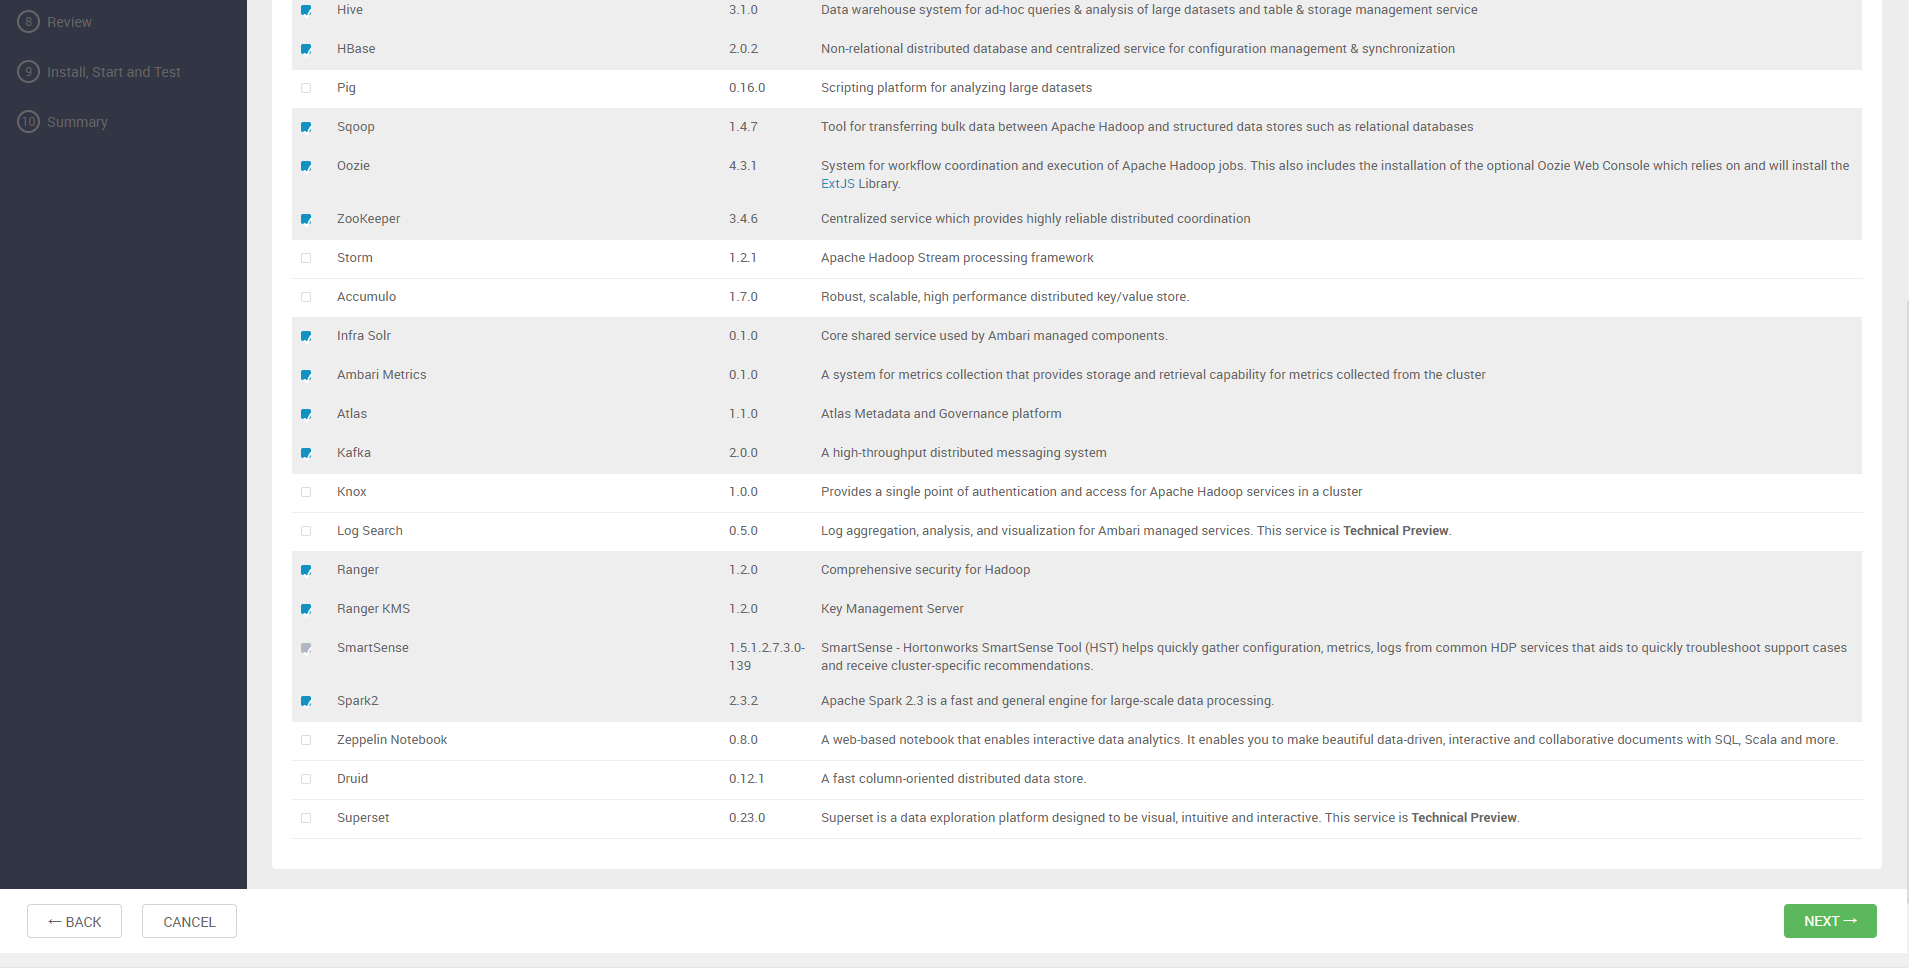 8 Review
9 Install, Start and Test
10 Summary
Hive 3.1.0 Data warehouse system for ad-hoc queries & analysis of large datasets and table & storage management service
HBase 2.0.2 Non-relational distributed database and centralized service for configuration management & synchronization
Pig 0.16.0 Scripting platform for analyzing large datasets
Sqoop 1.4.7 Tool for transferring bulk data between Apache Hadoop and structured data stores such as relational databases
Oozie 4.3.1 System for workflow coordination and execution of Apache Hadoop jobs. This also includes the installation of the optional Oozie Web Console which relies on and will install the
ExtJS Library.
ZooKeeper 3.4.6 Centralized service which provides highly reliable distributed coordination
Storm 1.2.1 Apache Hadoop Stream processing framework
Accumulo 1.7.0 Robust, scalable, high performance distributed key/value store.
Infra Solr 0.1.0 Core shared service used by Ambari managed components.
Ambari Metrics 0.1.0 A system for metrics collection that provides storage and retrieval capability for metrics collected from the cluster
Atlas 1.1.0 Atlas Metadata and Governance platform
Kafka 2.0.0 A high-throughput distributed messaging system
Knox 1.0.0 Provides a single point of authentication and access for Apache Hadoop services in a cluster
Log Search 0.5.0 Log aggregation, analysis, and visualization for Ambari managed services. This service is Technical Preview.
Ranger 1.2.0 Comprehensive security for Hadoop
Ranger KMS 1.2.0 Key Management Server
SmartSense 1.5.1.2.7.3.0- SmartSense - Hortonworks SmartSense Tool (HST) helps quickly gather configuration, metrics, logs from common HDP services that aids to quickly troubleshoot support cases
139 and receive cluster-specific recommendations.
Spark2 2.3.2 Apache Spark 2.3 is a fast and general engine for large-scale data processing.
Zeppelin Notebook 0.8.0 A web-based notebook that enables interactive data analytics. It enables you to make beautiful data-driven, interactive and collaborative documents with SQL, Scala and more.
Druid 0.12.1 A fast column-oriented distributed data store.
Superset 0.23.0 Superset is a data exploration platform designed to be visual, intuitive and interactive. This service is Technical Preview.
← BACK CANCEL NEXT →